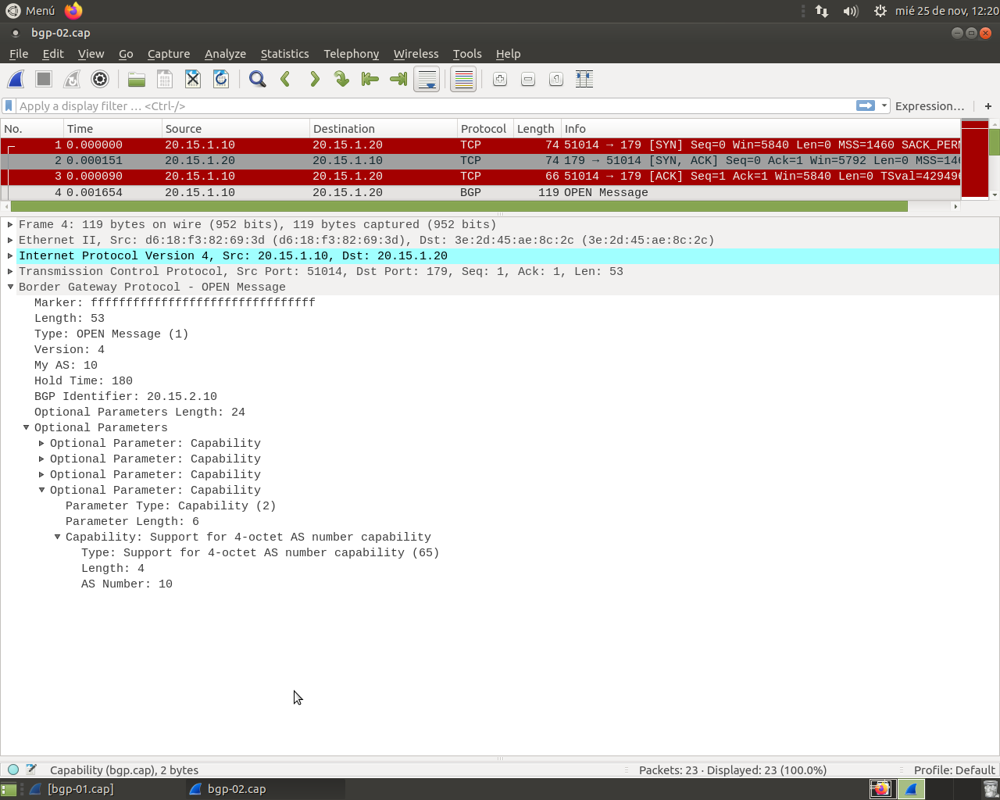 Menú
mié 25 de nov, 12:20
bgp-02.cap
File Edit View Go Capture Analyze Statistics Telephony Wireless Tools Help
Apply a display filter … <Ctrl-/>
Expression… +
No. Time Source Destination Protocol Length Info
1 0.000000 20.15.1.10 20.15.1.20 TCP 74 51014 → 179 [SYN] Seq=0 Win=5840 Len=0 MSS=1460 SACK_PERM
2 0.000151 20.15.1.20 20.15.1.10 TCP 74 179 → 51014 [SYN, ACK] Seq=0 Ack=1 Win=5792 Len=0 MSS=146
3 0.000090 20.15.1.10 20.15.1.20 TCP 66 51014 → 179 [ACK] Seq=1 Ack=1 Win=5840 Len=0 TSval=429496
4 0.001654 20.15.1.10 20.15.1.20 BGP 119 OPEN Message
Frame 4: 119 bytes on wire (952 bits), 119 bytes captured (952 bits)
Ethernet II, Src: d6:18:f3:82:69:3d (d6:18:f3:82:69:3d), Dst: 3e:2d:45:ae:8c:2c (3e:2d:45:ae:8c:2c)
Internet Protocol Version 4, Src: 20.15.1.10, Dst: 20.15.1.20
Transmission Control Protocol, Src Port: 51014, Dst Port: 179, Seq: 1, Ack: 1, Len: 53
Border Gateway Protocol - OPEN Message
Marker: ffffffffffffffffffffffffffffffff
Length: 53
Type: OPEN Message (1)
Version: 4
My AS: 10
Hold Time: 180
BGP Identifier: 20.15.2.10
Optional Parameters Length: 24
Optional Parameters
Optional Parameter: Capability
Optional Parameter: Capability
Optional Parameter: Capability
Optional Parameter: Capability
Parameter Type: Capability (2)
Parameter Length: 6
Capability: Support for 4-octet AS number capability
Type: Support for 4-octet AS number capability (65)
Length: 4
AS Number: 10
Capability (bgp.cap), 2 bytes
Packets: 23 · Displayed: 23 (100.0%)
Profile: Default
[bgp-01.cap]
bgp-02.cap